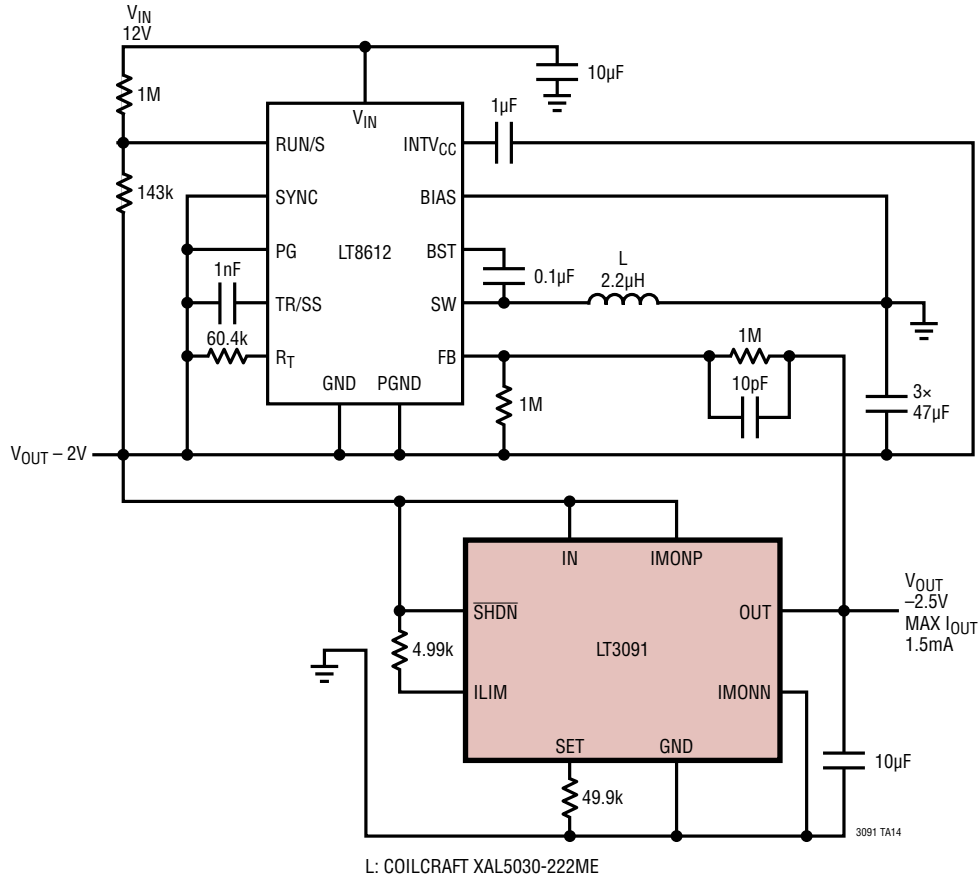 VIN
12V
10µF
1M
1µF
VIN
RUN/S
INTVCC
143k
SYNC
BIAS
PG
LT8612
BST
1nF
0.1µF
L
2.2µH
TR/SS
SW
60.4k
1M
RT
FB
GND
PGND
1M
10pF
3×
47µF
VOUT – 2V
IN
IMONP
SHDN
OUT
VOUT
–2.5V
MAX IOUT
1.5mA
4.99k
LT3091
ILIM
IMONN
SET
GND
10µF
49.9k
3091 TA14
L: COILCRAFT XAL5030-222ME